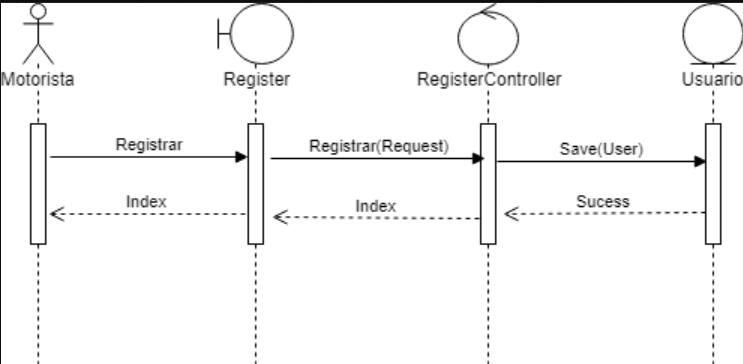 Motorista
Register
RegisterController
Usuario
Registrar
Registrar(Request)
Save(User)
Index
Index
Sucess